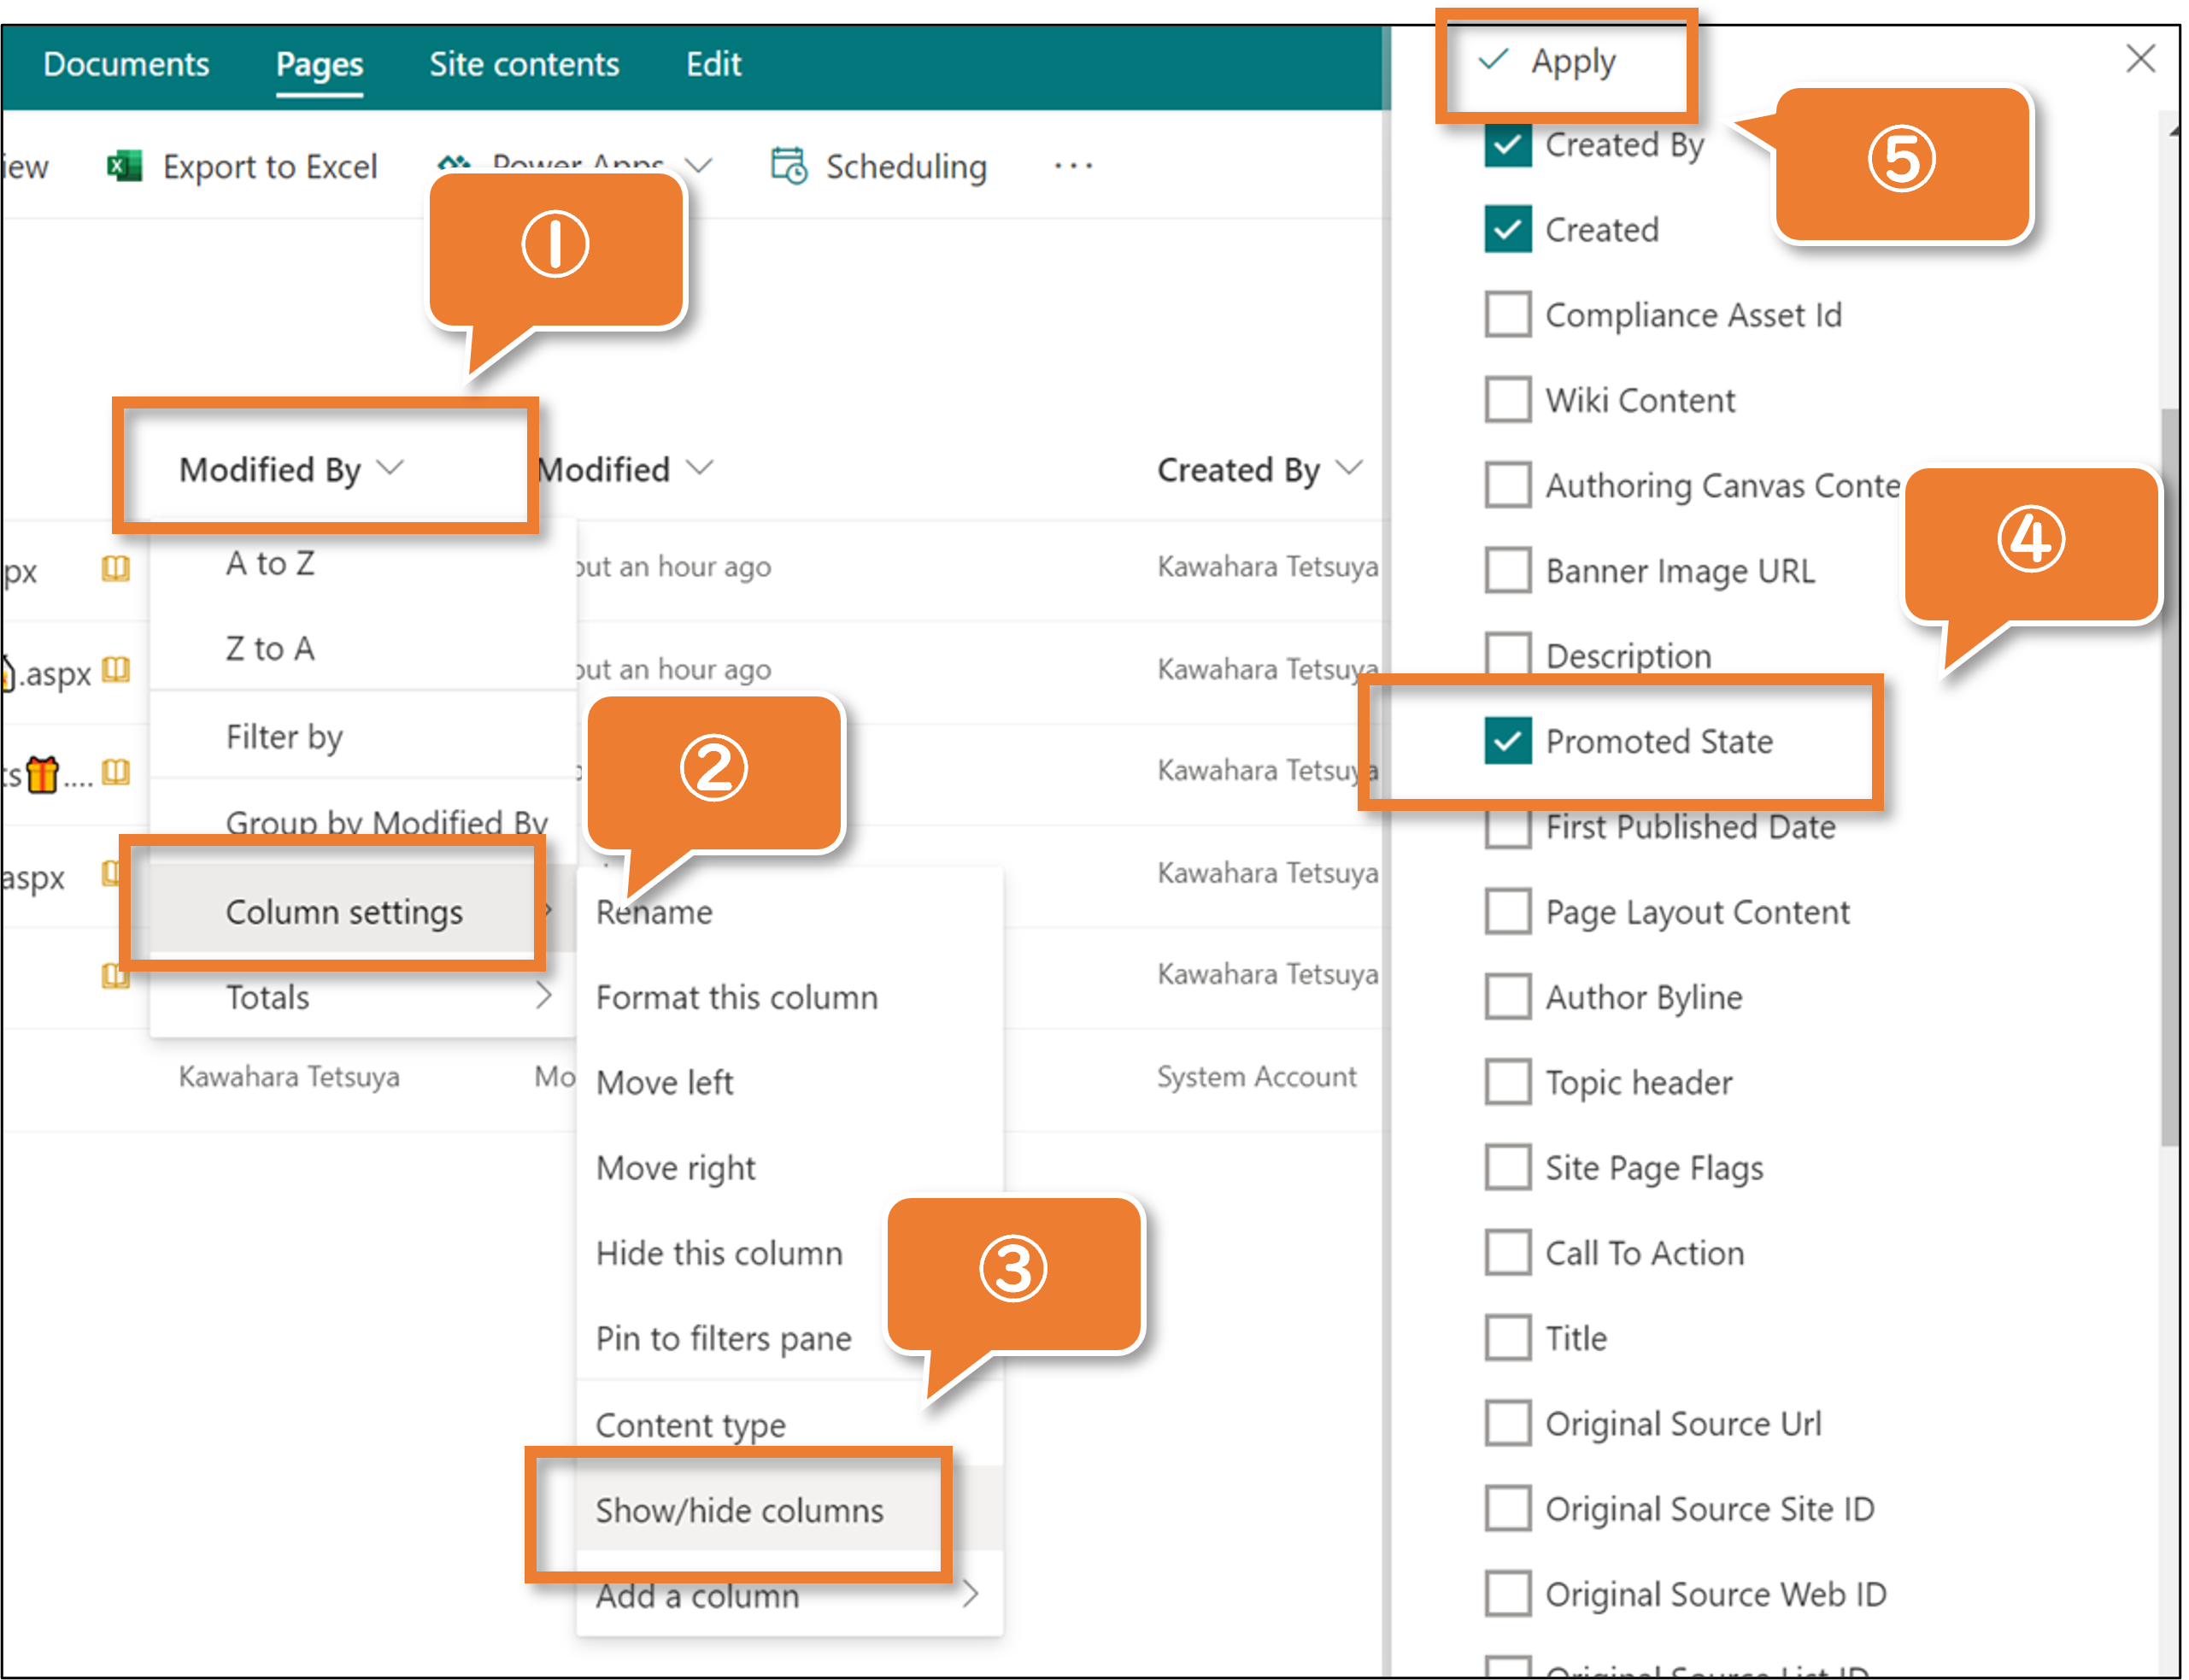 Documents Pages Site contents Edit
Export to Excel Power Apps Scheduling ...
①
Modified By Modified Created By
A to Z
Z to A
Filter by
Group by Modified By
Column settings
Totals
②
Rename
Format this column
Move left
Move right
Hide this column
Pin to filters pane
Content type
Show/hide columns
Add a column
③
px
.aspx
ts🎁....
aspx
an hour ago
an hour ago
Kawahara Tetsuya
Kawahara Tetsuya
Kawahara Tetsuya
Kawahara Tetsuya
Kawahara Tetsuya
Kawahara Tetsuya Mo System Account
Apply
⑤
Created By
Created
Compliance Asset Id
Wiki Content
Authoring Canvas Conte
Banner Image URL
④
Description
Promoted State
First Published Date
Page Layout Content
Author Byline
Topic header
Site Page Flags
Call To Action
Title
Original Source Url
Original Source Site ID
Original Source Web ID
Original Source List ID